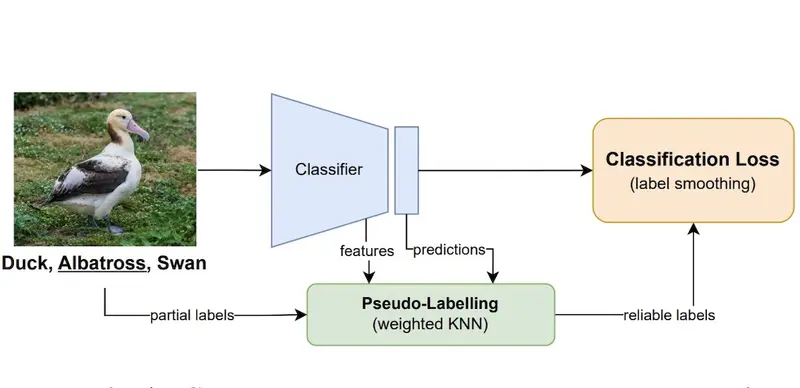 Classifier
Classification Loss
(label smoothing)
features
predictions
Duck, Albatross, Swan
Pseudo-Labelling
(weighted KNN)
partial labels
reliable labels